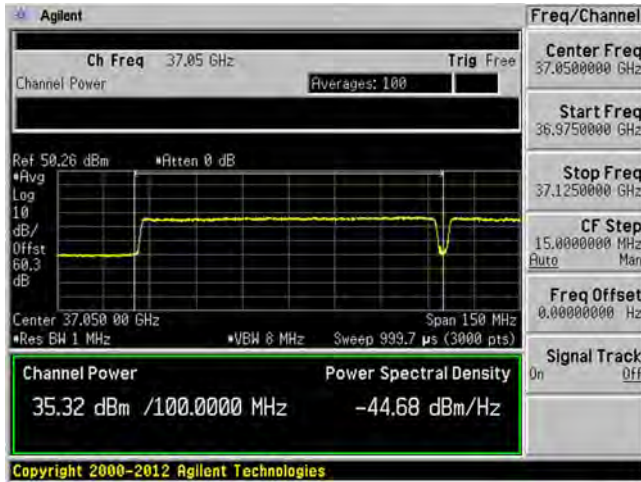 Agilent
Freq/Channel
Ch Freq 37.05 GHz Trig Free
Channel Power Averages: 100
Center Freq
37.0500000 GHz
Start Freq
36.9750000 GHz
Stop Freq
37.1250000 GHz
CF Step
15.0000000 MHz
Auto Man
Freq Offset
0.00000000 Hz
Signal Track
On Off
Ref 50.26 dBm #Atten 0 dB
#Avg
Log
10
dB/
Offst
60.3
dB
Center 37.050 00 GHz Span 150 MHz
#Res BW 1 MHz #VBW 8 MHz Sweep 999.7 µs (3000 pts)
Channel Power Power Spectral Density
35.32 dBm /100.0000 MHz -44.68 dBm/Hz
Copyright 2000-2012 Agilent Technologies